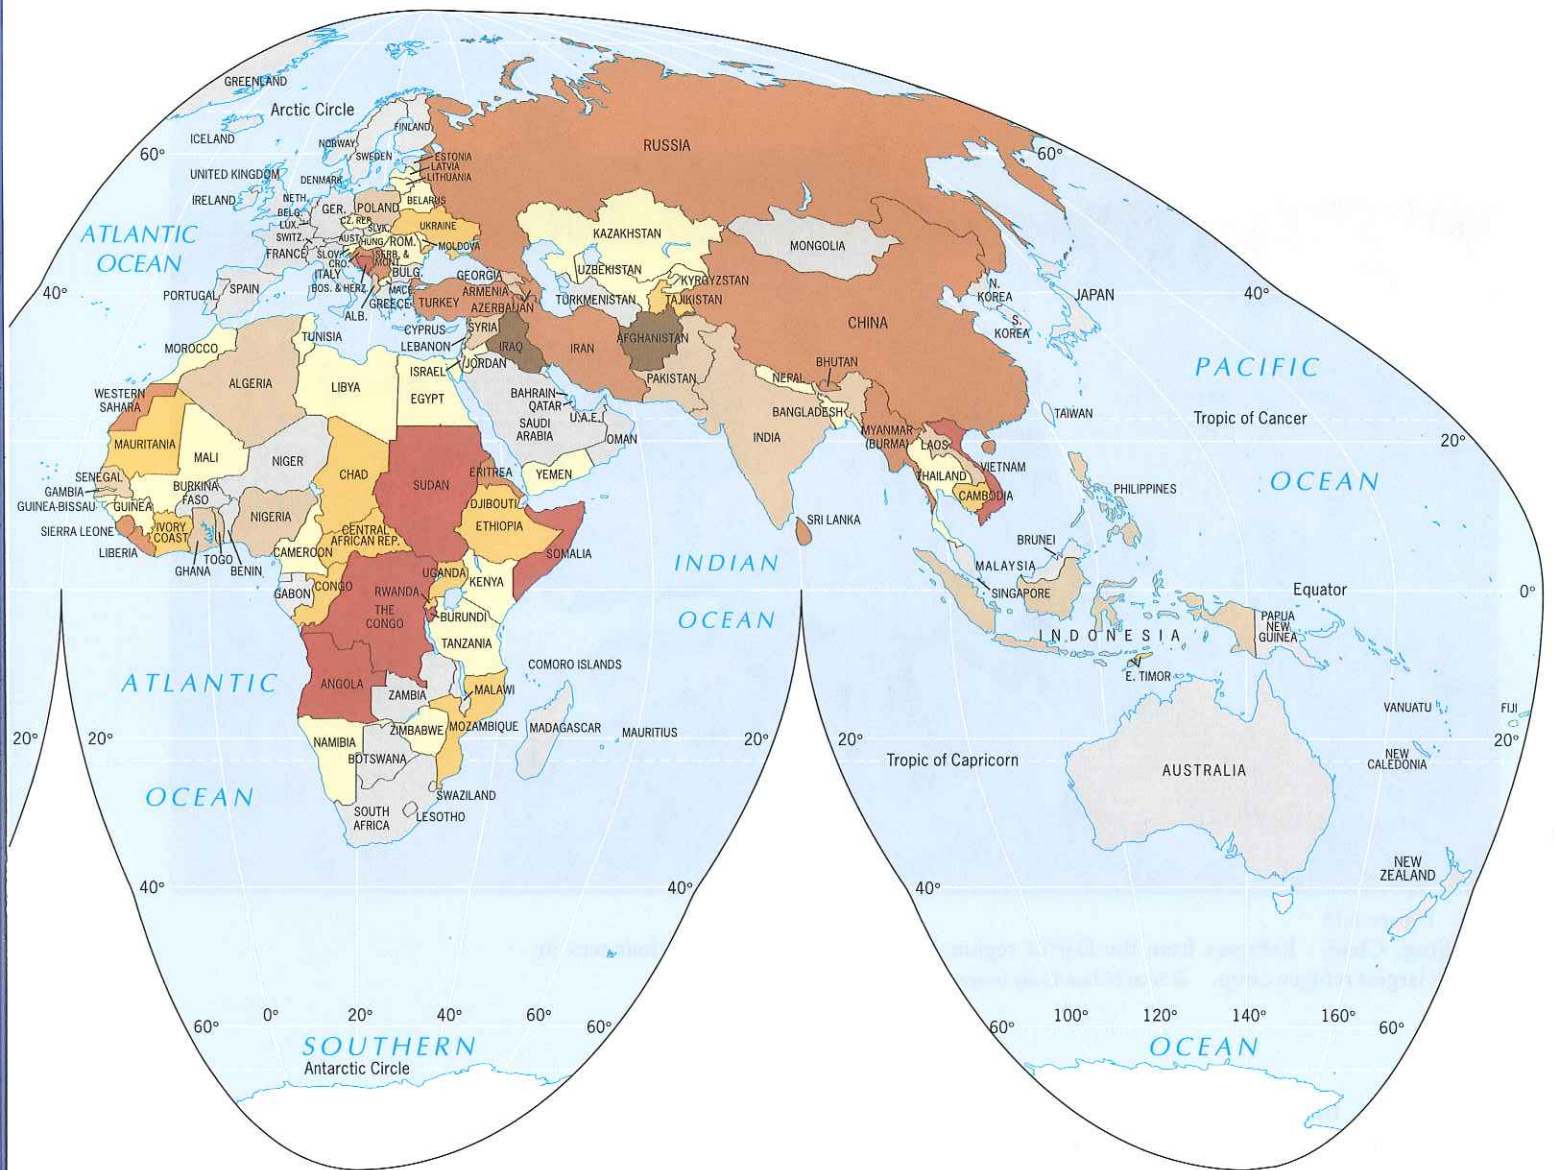 GREENLAND
Arctic Circle
ICELAND
FINLAND
NORWAY
SWEDEN
RUSSIA
60°
60°
ESTONIA
LATVIA
LITHUANIA
UNITED KINGDOM
DENMARK
IRELAND
NETH.
BELG.
LUX.
GER.
POLAND
BELARUS
CZ. REP.
SLVK.
UKRAINE
ATLANTIC
OCEAN
SWITZ.
AUST.
HUNG.
ROM.
MOLDOVA
KAZAKHSTAN
MONGOLIA
FRANCE
SLOV.
CRO.
SERB. &
MONT.
ITALY
BULG.
GEORGIA
UZBEKISTAN
KYRGYZSTAN
BOS. & HERZ.
MACE.
ARMENIA
TURKMENISTAN
TAJIKISTAN
N.
KOREA
JAPAN
40°
40°
PORTUGAL
SPAIN
GREECE
TURKEY
AZERBAIJAN
ALB.
S.
KOREA
CHINA
TUNISIA
CYPRUS
SYRIA
LEBANON
IRAQ
IRAN
AFGHANISTAN
MOROCCO
ISRAEL
JORDAN
BHUTAN
PACIFIC
ALGERIA
LIBYA
EGYPT
PAKISTAN
NEPAL
WESTERN
SAHARA
BAHRAIN
QATAR
U.A.E.
BANGLADESH
TAIWAN
Tropic of Cancer
SAUDI
ARABIA
OMAN
INDIA
MYANMAR
(BURMA)
LAOS
20°
MAURITANIA
MALI
NIGER
CHAD
SUDAN
ERITREA
YEMEN
THAILAND
VIETNAM
OCEAN
SENEGAL
GAMBIA
GUINEA-BISSAU
GUINEA
BURKINA
FASO
DJIBOUTI
CAMBODIA
PHILIPPINES
NIGERIA
ETHIOPIA
SRI LANKA
SIERRA LEONE
IVORY
COAST
CENTRAL
AFRICAN REP.
LIBERIA
GHANA
TOGO
BENIN
CAMEROON
SOMALIA
BRUNEI
INDIAN
MALAYSIA
GABON
CONGO
UGANDA
KENYA
RWANDA
SINGAPORE
Equator
0°
THE
CONGO
BURUNDI
OCEAN
INDONESIA
PAPUA
NEW
GUINEA
TANZANIA
COMORO ISLANDS
E. TIMOR
ATLANTIC
ANGOLA
ZAMBIA
MALAWI
VANUATU
FIJI
20°
20°
NAMIBIA
ZIMBABWE
MOZAMBIQUE
MADAGASCAR
MAURITIUS
20°
20°
20°
BOTSWANA
Tropic of Capricorn
AUSTRALIA
NEW
CALEDONIA
OCEAN
SWAZILAND
SOUTH
AFRICA
LESOTHO
NEW
ZEALAND
40°
40°
40°
60°
0°
20°
40°
60°
60°
60°
100°
120°
140°
160°
60°
SOUTHERN
OCEAN
Antarctic Circle